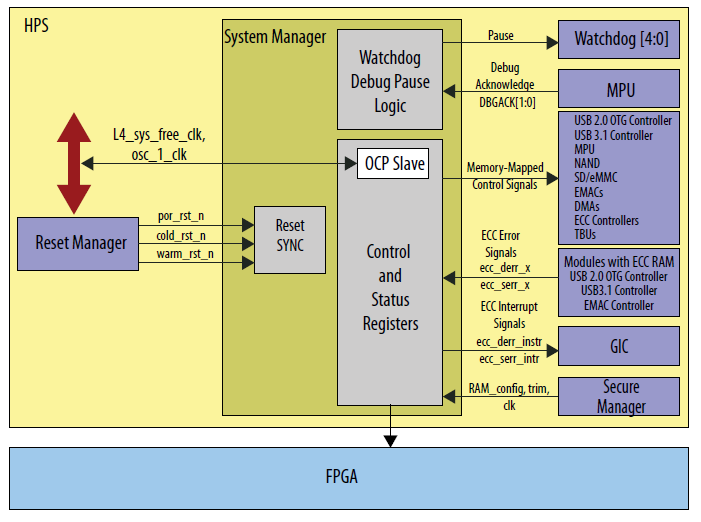 HPS
System Manager
Watchdog
Debug Pause
Logic
Pause
Watchdog [4:0]
Debug
Acknowledge
DBGACK[1:0]
MPU
L4_sys_free_clk,
osc_1_clk
OCP Slave
Memory-Mapped
Control Signals
USB 2.0 OTG Controller
USB 3.1 Controller
MPU
NAND
SD/eMMC
EMACs
DMAs
ECC Controllers
TBUs
Reset Manager
por_rst_n
cold_rst_n
warm_rst_n
Reset
SYNC
Control
and
Status
Registers
ECC Error
Signals
ecc_derr_x
ecc_serr_x
Modules with ECC RAM
USB 2.0 OTG Controller
USB3.1 Controller
EMAC Controller
ECC Interrupt
Signals
ecc_derr_instr
ecc_serr_intr
GIC
RAM_config, trim,
clk
Secure
Manager
FPGA